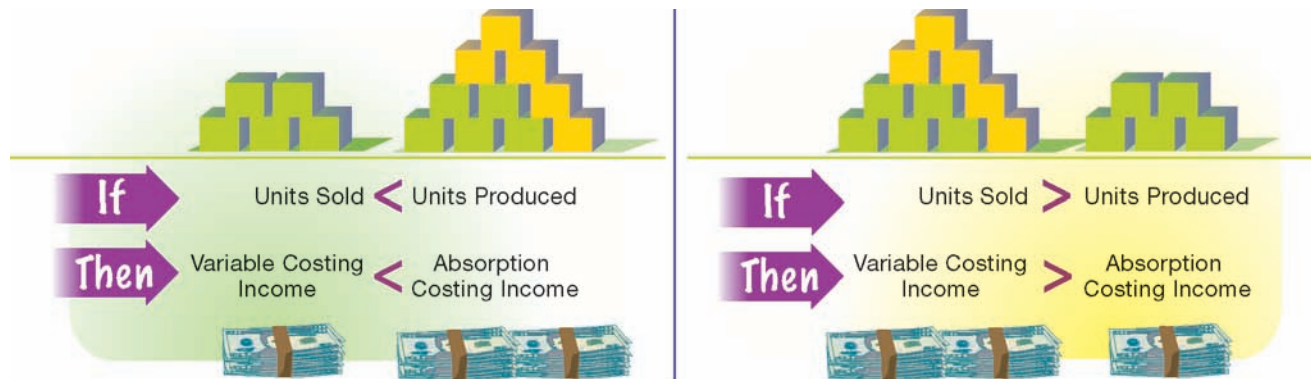 If
Units Sold < Units Produced
Then
Variable Costing
Income
<
Absorption
Costing Income
If
Units Sold > Units Produced
Then
Variable Costing
Income
>
Absorption
Costing Income